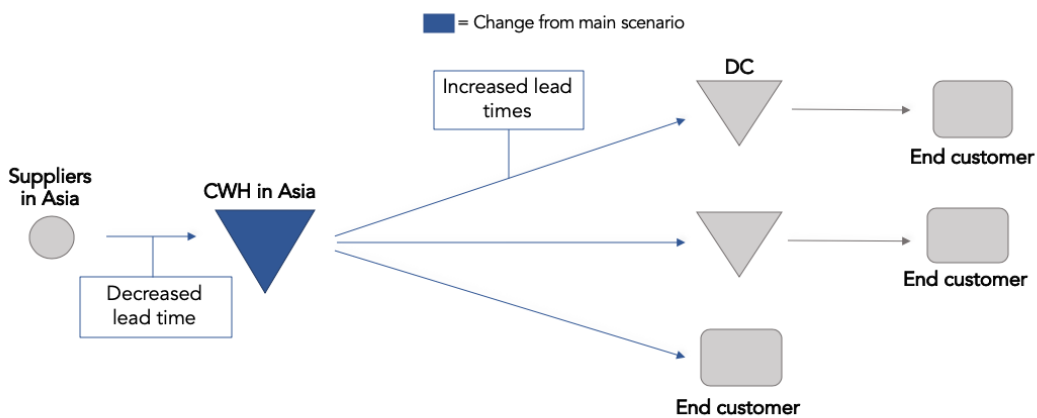 = Change from main scenario
DC
Increased lead
times
End customer
Suppliers
in Asia
CWH in Asia
Decreased
lead time
End customer
End customer